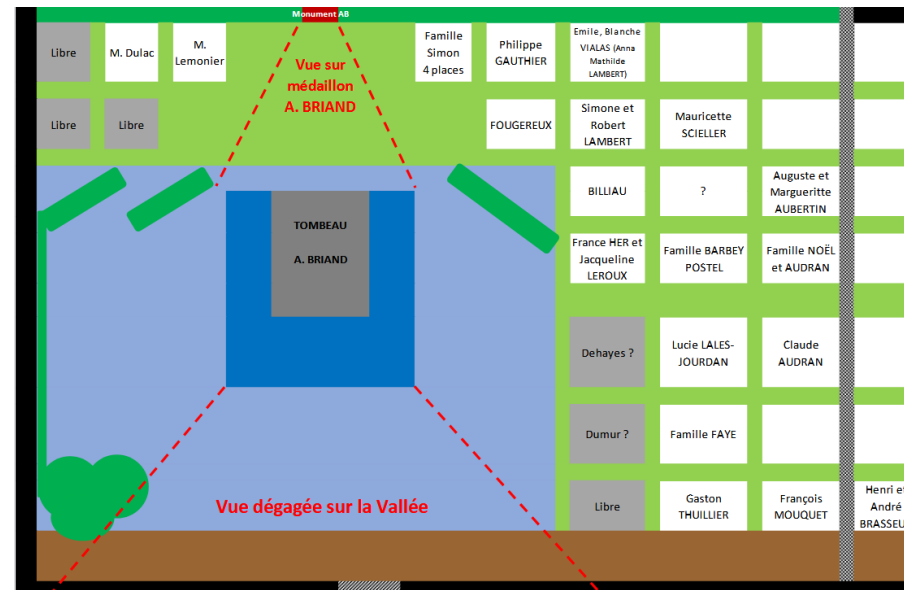 Monument AB
Libre
M. Dulac
M.
Lemonier
Vue sur
médaillon
A. BRIAND
Famille
Simon
4 places
Philippe
GAUTHIER
Emile, Blanche
VIALAS (Anna
Mathilde
LAMBERT)
Libre
Libre
FOUGEREUX
Simone et
Robert
LAMBERT
Mauricette
SCIELLER
TOMBEAU
A. BRIAND
BILLIAU
?
Auguste et
Margueritte
AUBERTIN
France HER et
Jacqueline
LEROUX
Famille BARBEY
POSTEL
Famille NOËL
et AUDRAN
Dehayes ?
Lucie LALES-
JOURDAN
Claude
AUDRAN
Dumur ?
Famille FAYE
Vue dégagée sur la Vallée
Libre
Gaston
THUILLIER
François
MOUQUET
Henri et
André
BRASSEU